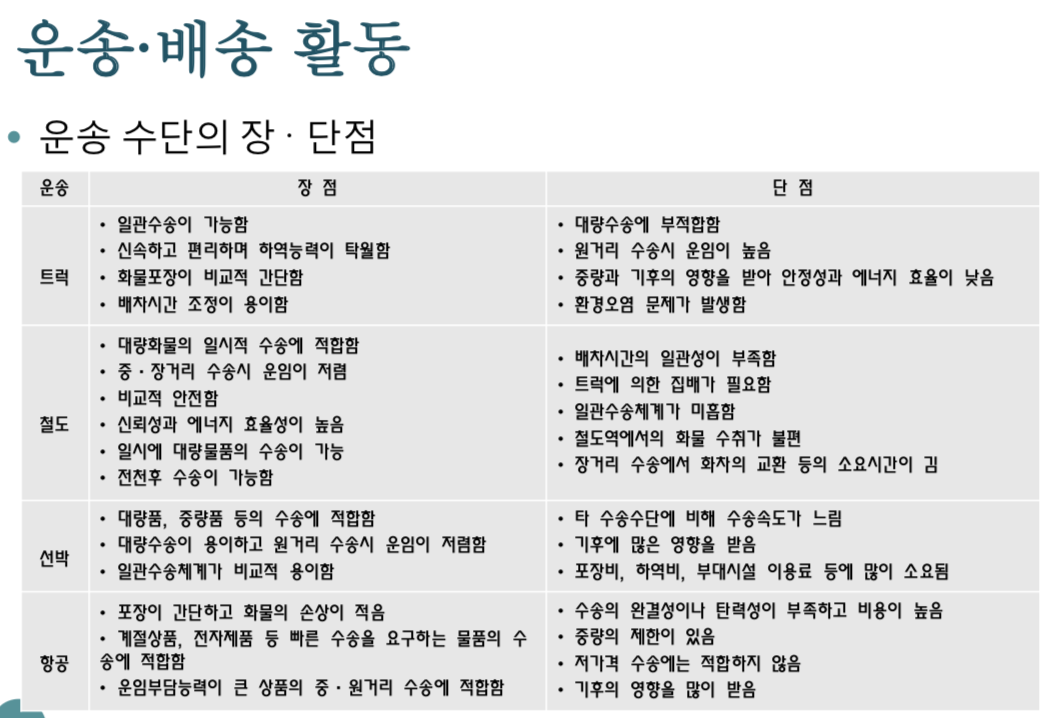 운송·배송 활동
• 운송 수단의 장 · 단점
운송
장 점
단 점
트럭
• 일관수송이 가능함
• 신속하고 편리하며 하역능력이 탁월함
• 화물포장이 비교적 간단함
• 배차시간 조정이 용이함
• 대량수송에 부적합함
• 원거리 수송시 운임이 높음
• 중량과 기후의 영향을 받아 안정성과 에너지 효율이 낮음
• 환경오염 문제가 발생함
철도
• 대량화물의 일시적 수송에 적합함
• 중 · 장거리 수송시 운임이 저렴
• 비교적 안전함
• 신뢰성과 에너지 효율성이 높음
• 일시에 대량물품의 수송이 가능
• 전천후 수송이 가능함
• 배차시간의 일관성이 부족함
• 트럭에 의한 집배가 필요함
• 일관수송체계가 미흡함
• 철도역에서의 화물 수취가 불편
• 장거리 수송에서 화차의 교환 등의 소요시간이 김
선박
• 대량품, 중량품 등의 수송에 적합함
• 대량수송이 용이하고 원거리 수송시 운임이 저렴함
• 일관수송체계가 비교적 용이함
• 타 수송수단에 비해 수송속도가 느림
• 기후에 많은 영향을 받음
• 포장비, 하역비, 부대시설 이용료 등에 많이 소요됨
항공
• 포장이 간단하고 화물의 손상이 적음
• 계절상품, 전자제품 등 빠른 수송을 요구하는 물품의 수
송에 적합함
• 운임부담능력이 큰 상품의 중 · 원거리 수송에 적합함
• 수송의 완결성이나 탄력성이 부족하고 비용이 높음
• 중량의 제한이 있음
• 저가격 수송에는 적합하지 않음
• 기후의 영향을 많이 받음